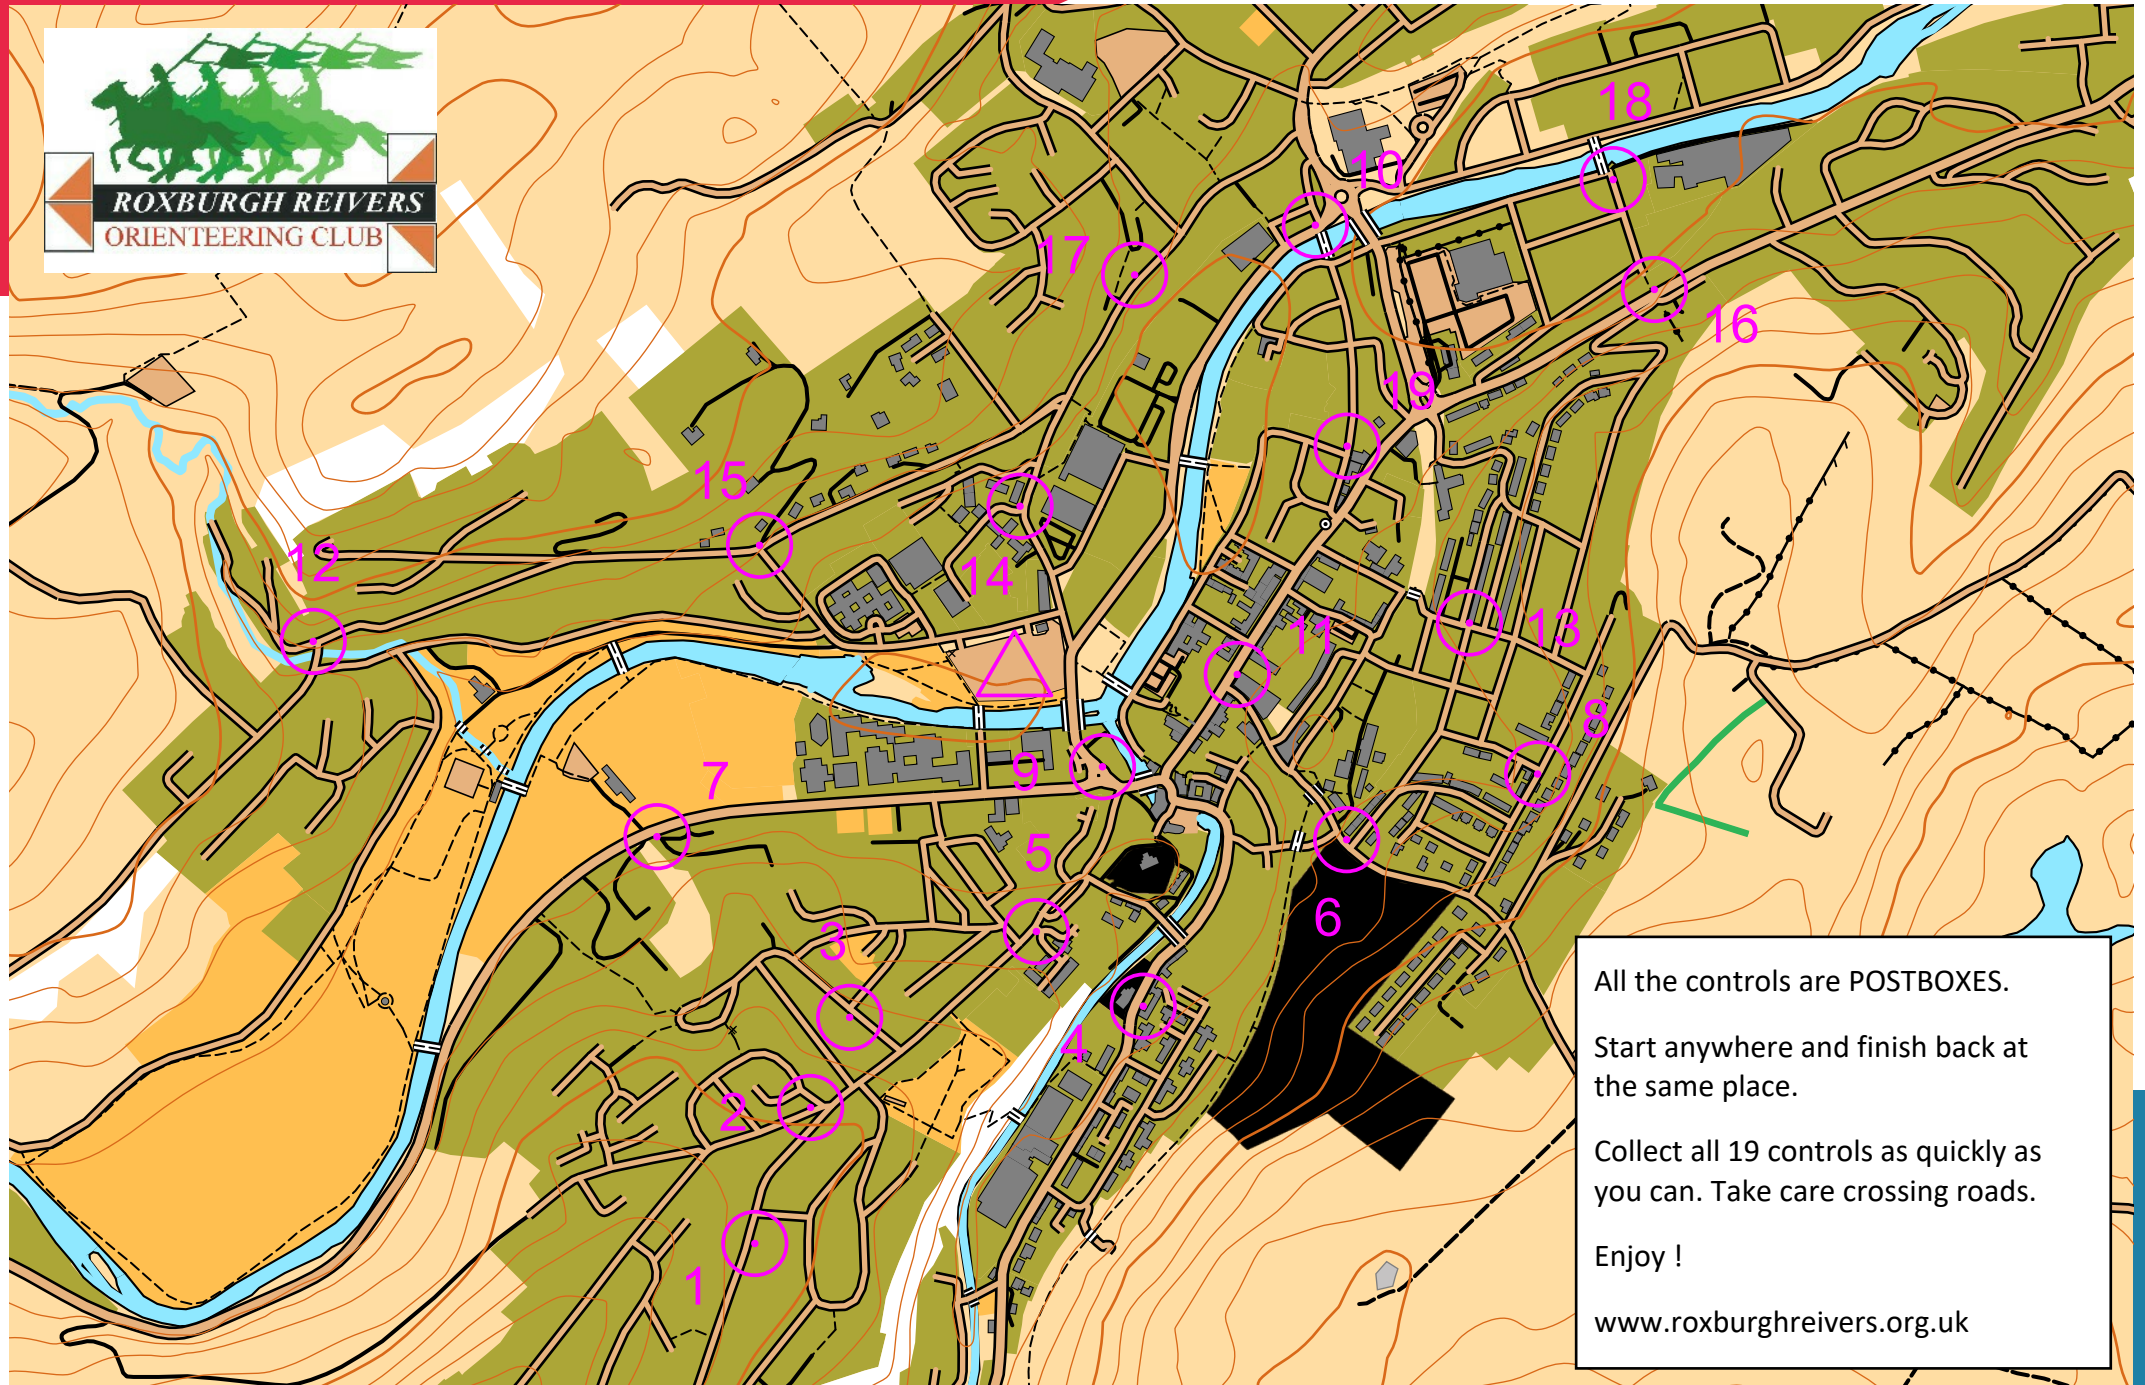 ROXBURGH REIVERS
ORIENTEERING CLUB
18
10
17
16
19
15
12
14
11
13
8
7
9
5
6
3
4
2
1
All the controls are POSTBOXES.
Start anywhere and finish back at
the same place.
Collect all 19 controls as quickly as
you can. Take care crossing roads.
Enjoy !
www.roxburghreivers.org.uk